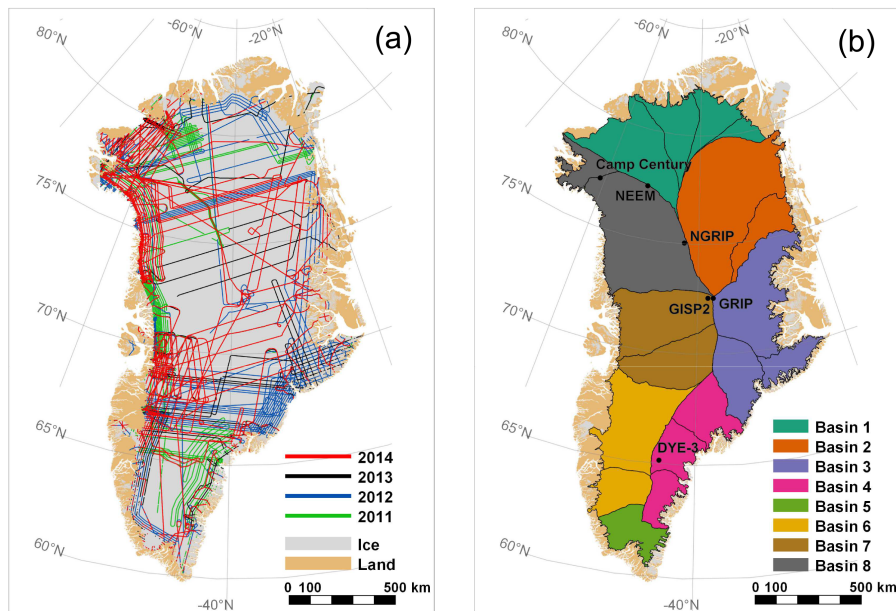 -60°N
-20°N
(a)
80°N
75°N
70°N
65°N
60°N
-40°N
2014
2013
2012
2011
Ice
Land
0 100 500 km
-60°N
-20°N
(b)
80°N
75°N
70°N
65°N
60°N
-40°N
Camp Century
NEEM
NGRIP
GISP2
GRIP
DYE-3
Basin 1
Basin 2
Basin 3
Basin 4
Basin 5
Basin 6
Basin 7
Basin 8
0 100 500 km